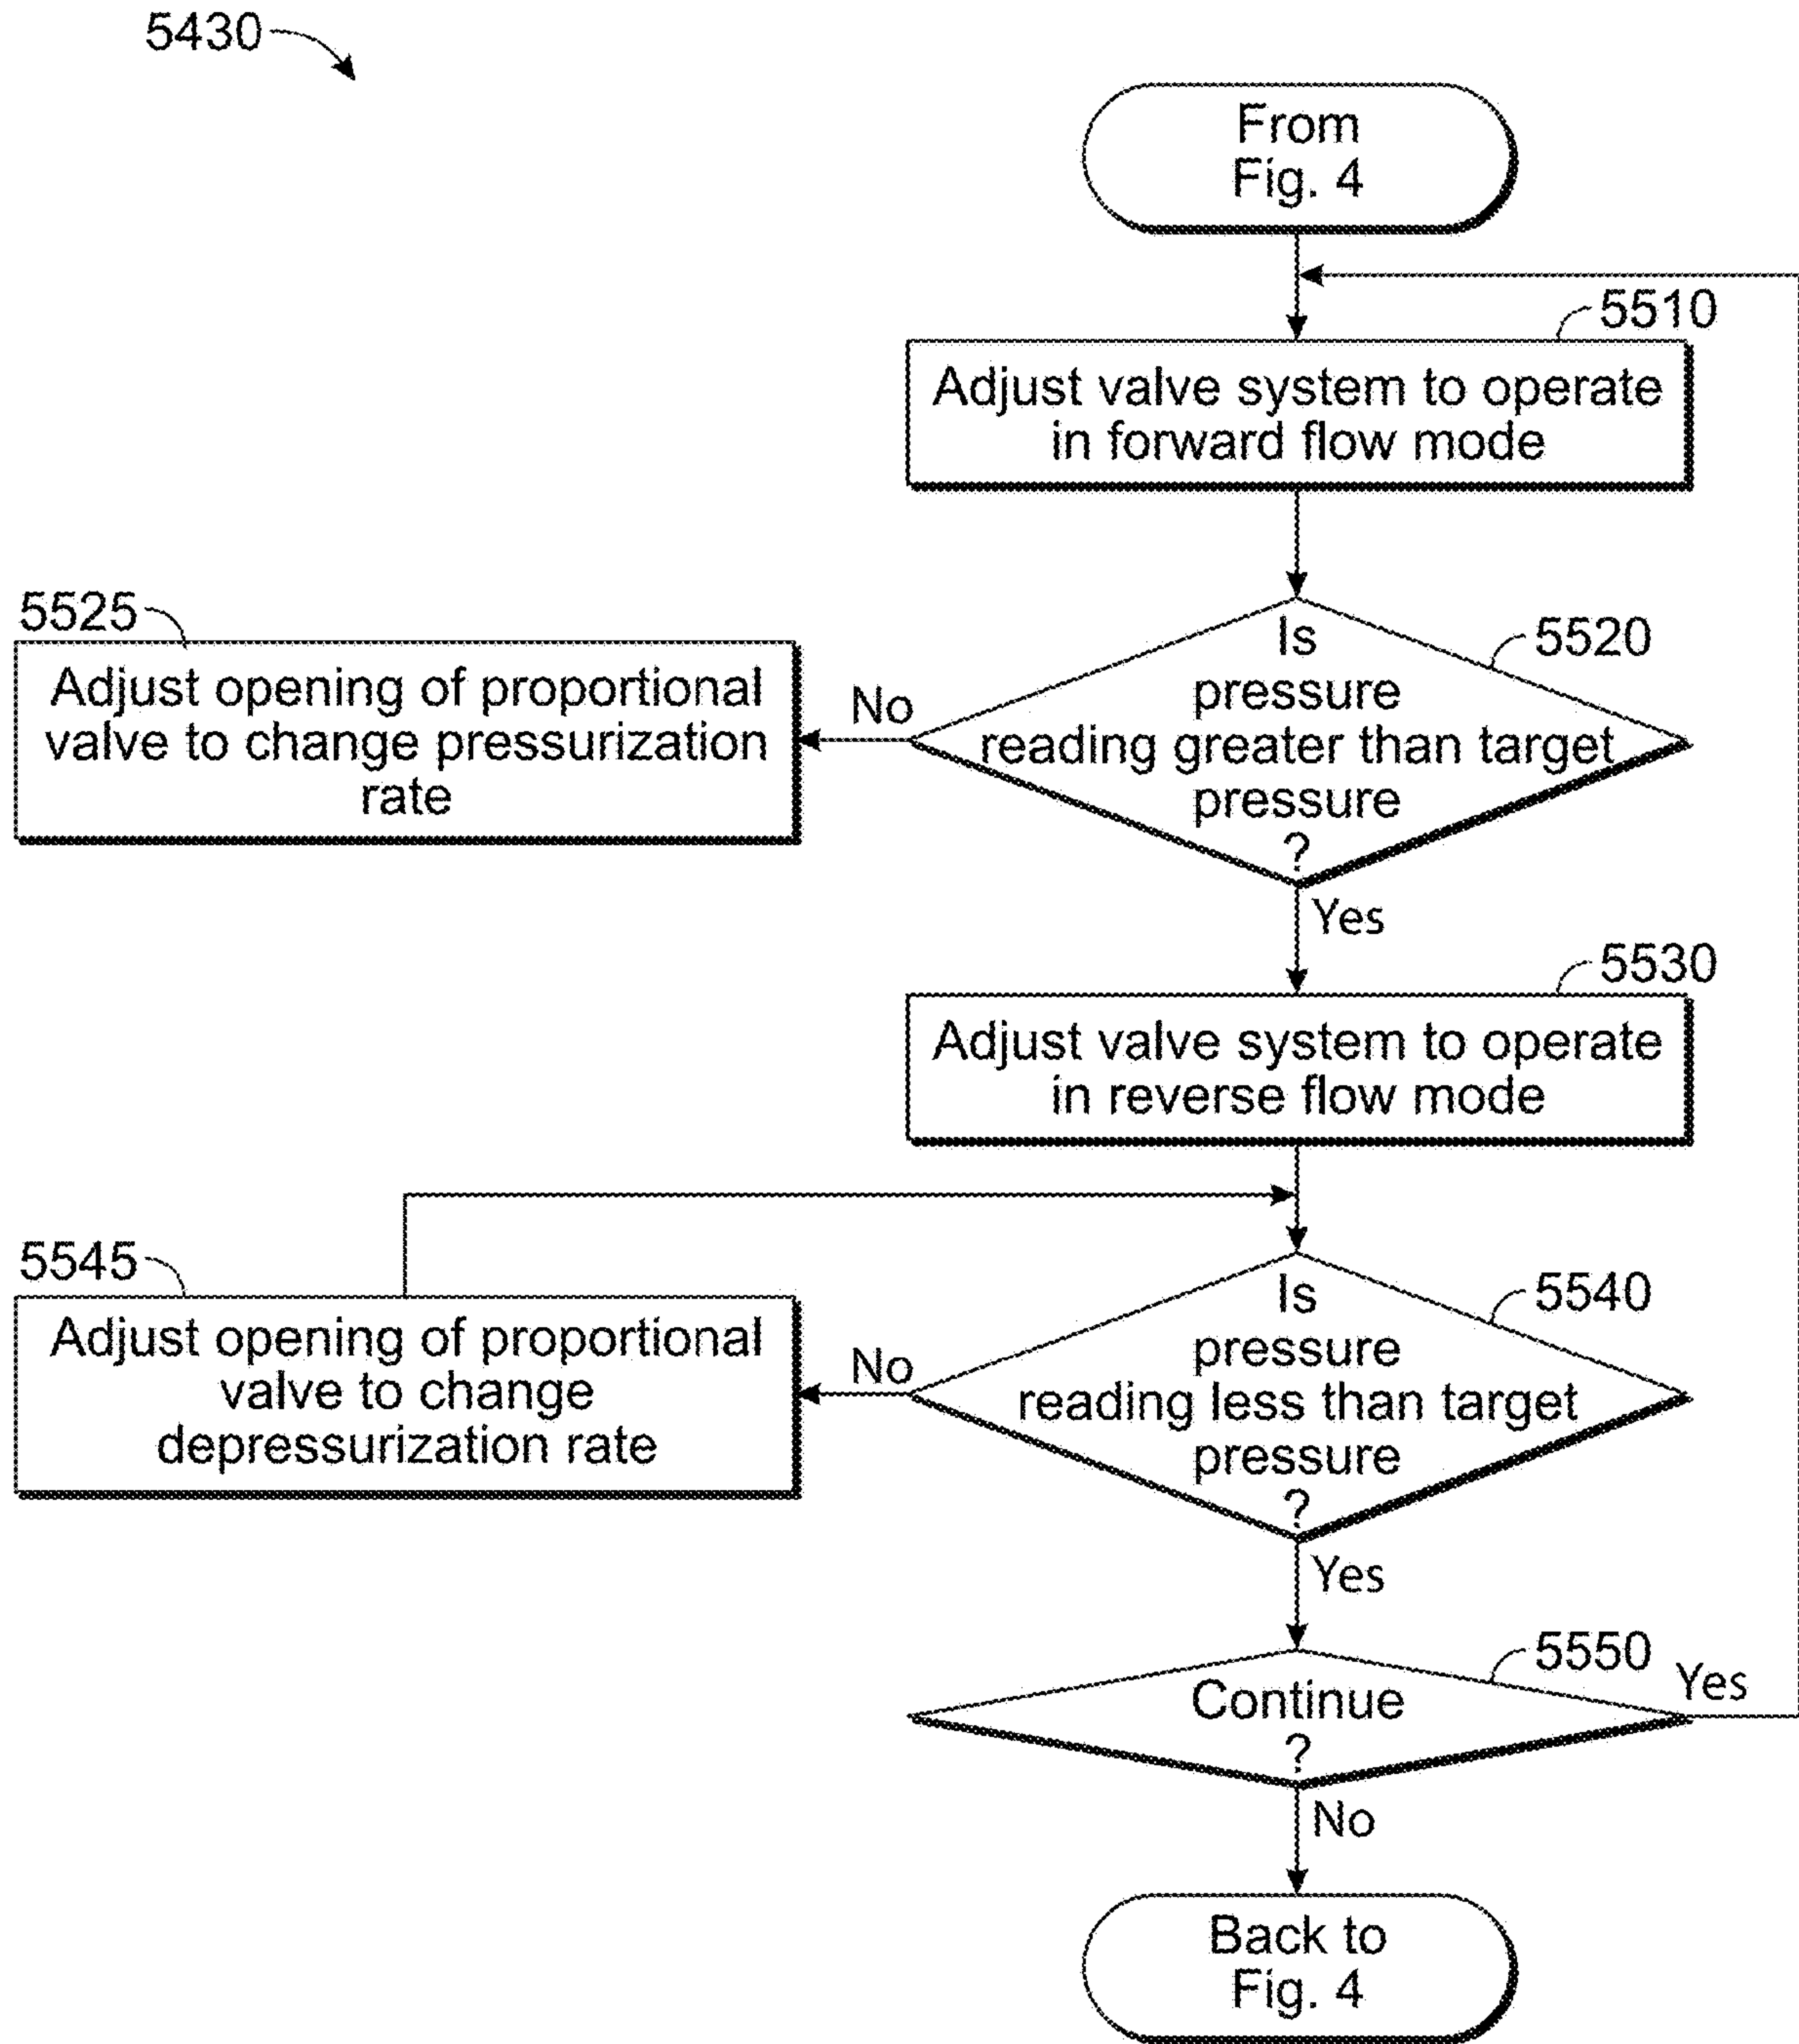 5430
From
Fig. 4
5510
Adjust valve system to operate
in forward flow mode
5525
Adjust opening of proportional
valve to change pressurization
rate
No
5520
Is
pressure
reading greater than target
pressure
?
Yes
5530
Adjust valve system to operate
in reverse flow mode
5545
Adjust opening of proportional
valve to change
depressurization rate
No
5540
Is
pressure
reading less than target
pressure
?
Yes
5550
Continue
?
Yes
No
Back to
Fig. 4